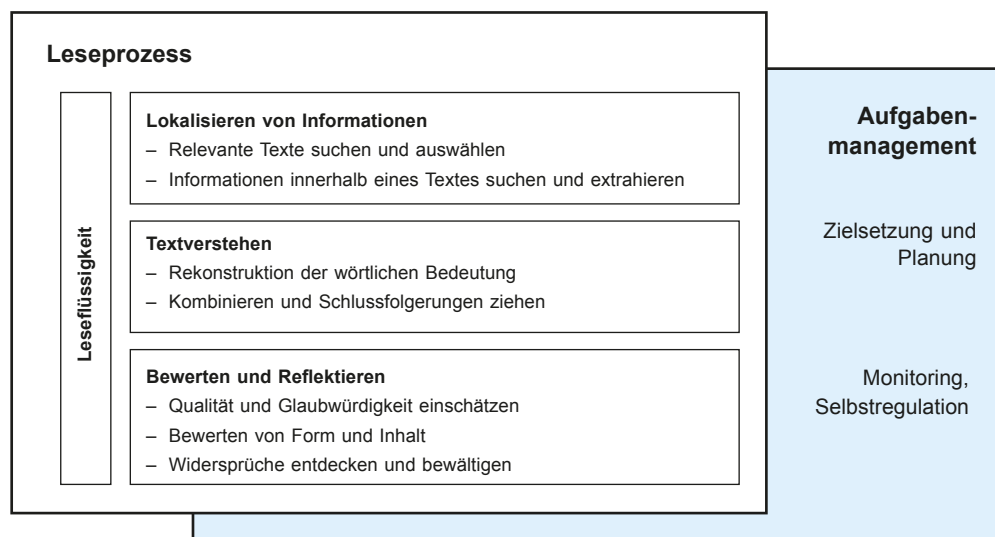 Leseprozess
Leseflüssigkeit
Lokalisieren von Informationen
– Relevante Texte suchen und auswählen
– Informationen innerhalb eines Textes suchen und extrahieren
Textverstehen
– Rekonstruktion der wörtlichen Bedeutung
– Kombinieren und Schlussfolgerungen ziehen
Bewerten und Reflektieren
– Qualität und Glaubwürdigkeit einschätzen
– Bewerten von Form und Inhalt
– Widersprüche entdecken und bewältigen
Aufgaben-
management
Zielsetzung und
Planung
Monitoring,
Selbstregulation